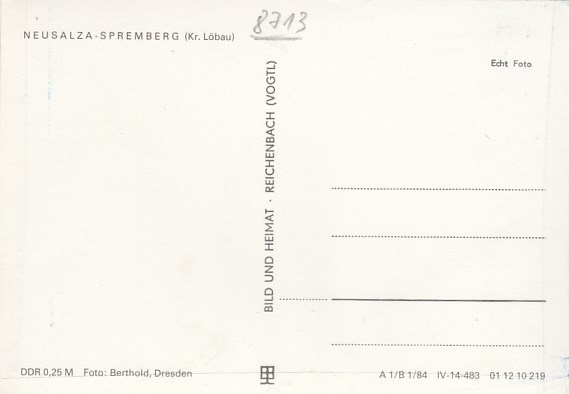 8713
NEUSALZA-SPREMBERG (Kr. Löbau)
Echt Foto
BILD UND HEIMAT · REICHENBACH (VOGTL)
DDR 0,25 M Foto: Berthold, Dresden
A 1/B 1/84 IV-14-483 01 12 10 219